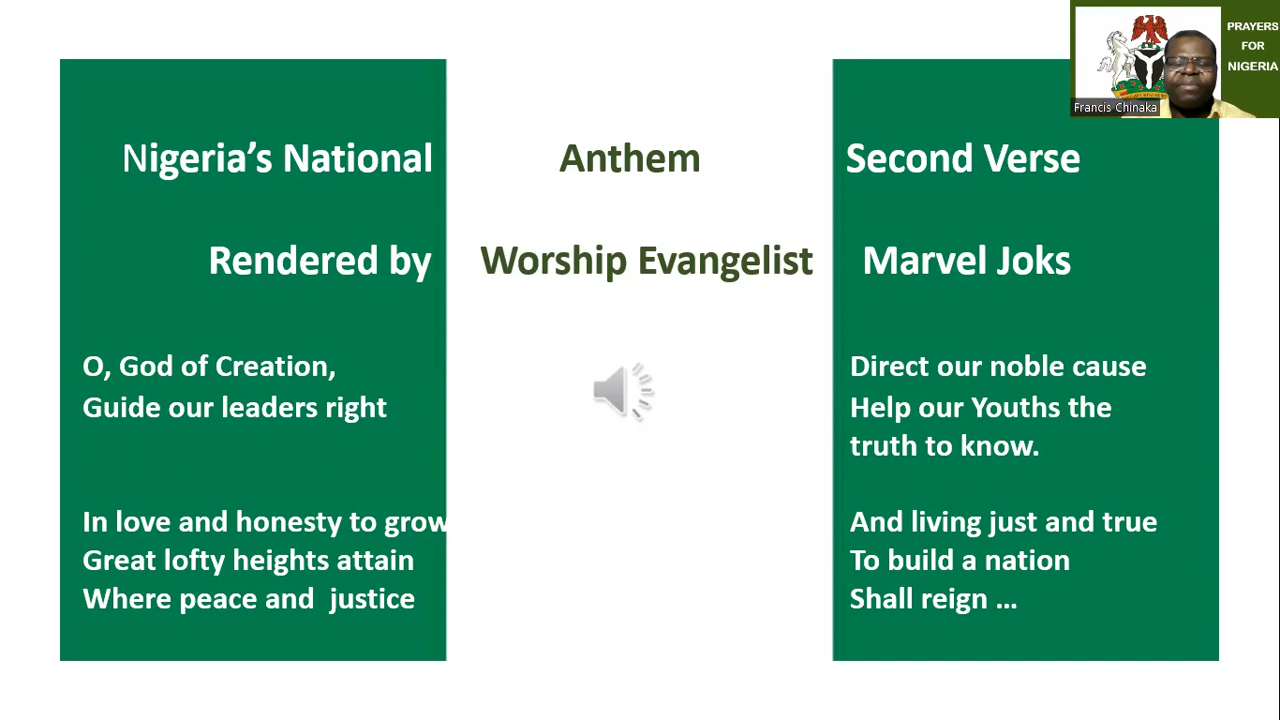 PRAYERS
FOR
NIGERIA
Francis Chinaka
Nigeria's National Anthem Second Verse
Rendered by Worship Evangelist Marvel Joks
O, God of Creation, Direct our noble cause
Guide our leaders right Help our Youths the
truth to know.
In love and honesty to grow And living just and true
Great lofty heights attain To build a nation
Where peace and justice Shall reign ...